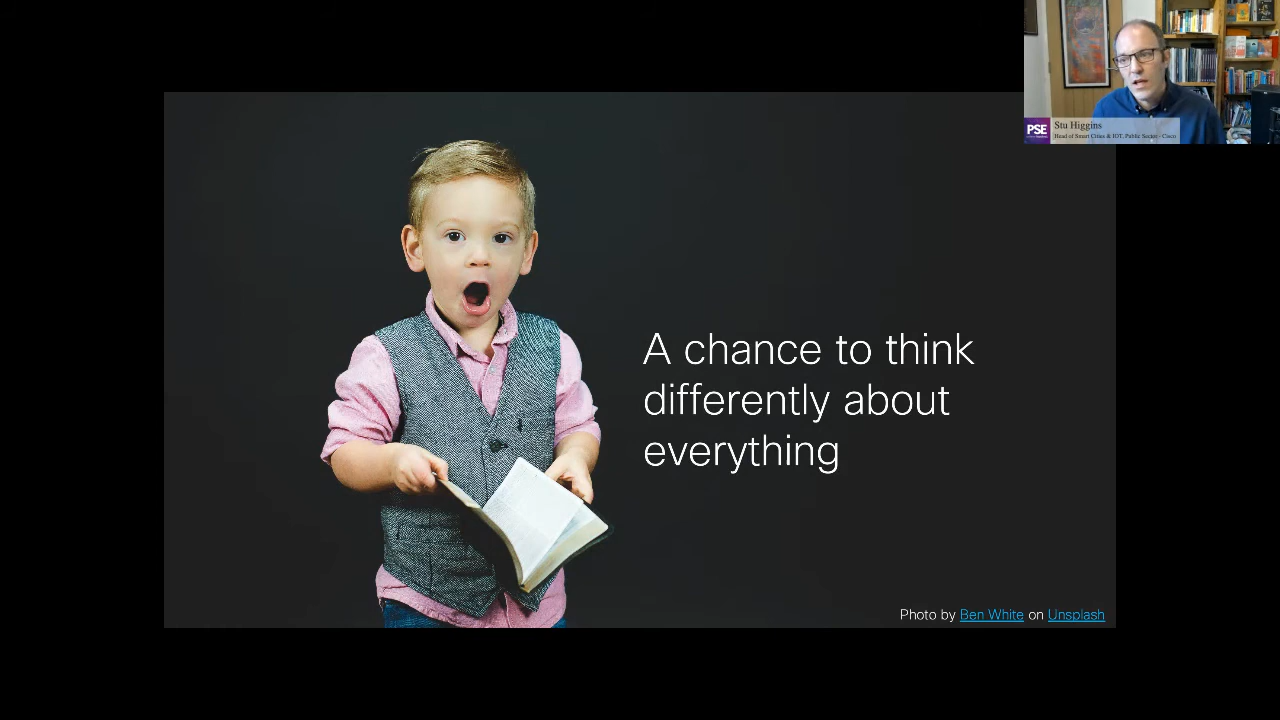 PSE
Stu Higgins
Head of Smart Cities & IOT, Public Sector - Cisco
A chance to think
differently about
everything
Photo by Ben White on Unsplash